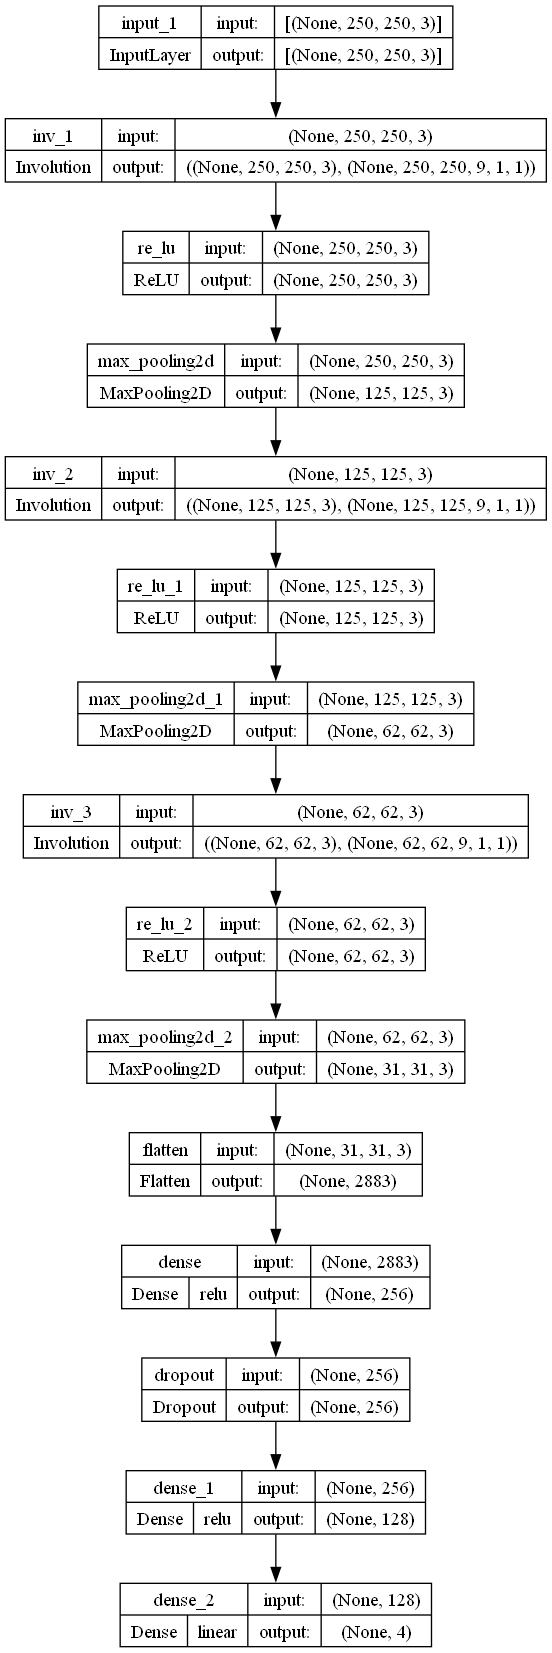 input_1 input: [(None, 250, 250, 3)]
InputLayer output: [(None, 250, 250, 3)]
inv_1 input: (None, 250, 250, 3)
Involution output: ((None, 250, 250, 3), (None, 250, 250, 9, 1, 1))
re_lu input: (None, 250, 250, 3)
ReLU output: (None, 250, 250, 3)
max_pooling2d input: (None, 250, 250, 3)
MaxPooling2D output: (None, 125, 125, 3)
inv_2 input: (None, 125, 125, 3)
Involution output: ((None, 125, 125, 3), (None, 125, 125, 9, 1, 1))
re_lu_1 input: (None, 125, 125, 3)
ReLU output: (None, 125, 125, 3)
max_pooling2d_1 input: (None, 125, 125, 3)
MaxPooling2D output: (None, 62, 62, 3)
inv_3 input: (None, 62, 62, 3)
Involution output: ((None, 62, 62, 3), (None, 62, 62, 9, 1, 1))
re_lu_2 input: (None, 62, 62, 3)
ReLU output: (None, 62, 62, 3)
max_pooling2d_2 input: (None, 62, 62, 3)
MaxPooling2D output: (None, 31, 31, 3)
flatten input: (None, 31, 31, 3)
Flatten output: (None, 2883)
dense input: (None, 2883)
Dense relu output: (None, 256)
dropout input: (None, 256)
Dropout output: (None, 256)
dense_1 input: (None, 256)
Dense relu output: (None, 128)
dense_2 input: (None, 128)
Dense linear output: (None, 4)